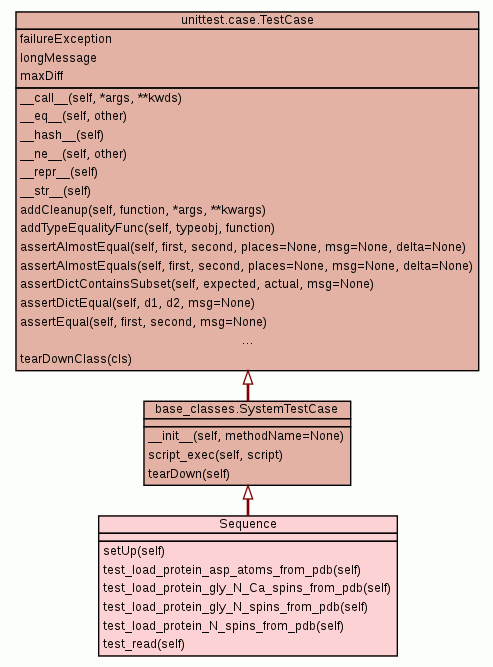 unittest.case.TestCase
failureException
longMessage
maxDiff
__call__(self, *args, **kwds)
__eq__(self, other)
__hash__(self)
__ne__(self, other)
__repr__(self)
__str__(self)
addCleanup(self, function, *args, **kwargs)
addTypeEqualityFunc(self, typeobj, function)
assertAlmostEqual(self, first, second, places=None, msg=None, delta=None)
assertAlmostEquals(self, first, second, places=None, msg=None, delta=None)
assertDictContainsSubset(self, expected, actual, msg=None)
assertDictEqual(self, d1, d2, msg=None)
assertEqual(self, first, second, msg=None)
...
tearDownClass(cls)
base_classes.SystemTestCase
__init__(self, methodName=None)
script_exec(self, script)
tearDown(self)
Sequence
setUp(self)
test_load_protein_asp_atoms_from_pdb(self)
test_load_protein_gly_N_Ca_spins_from_pdb(self)
test_load_protein_gly_N_spins_from_pdb(self)
test_load_protein_N_spins_from_pdb(self)
test_read(self)